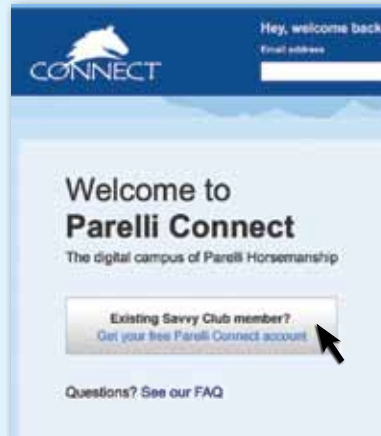 CONNECT
Hey, welcome back
Email address
Welcome to
Parelli Connect
The digital campus of Parelli Horsemanship
Existing Savvy Club member?
Get your free Parelli Connect account
Questions? See our FAQ